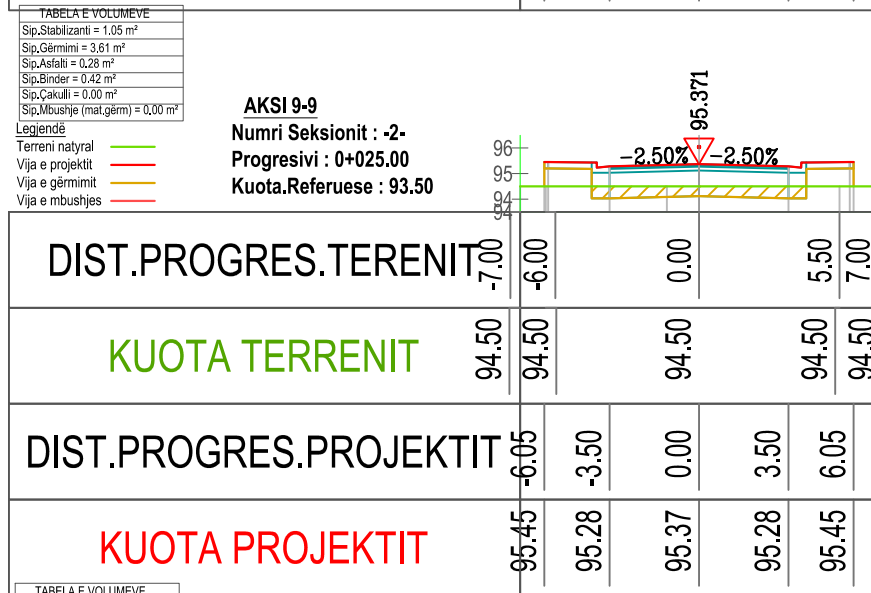 TABELA E VOLUMEVE
Sip.Stabilizanti = 1.05 m²
Sip.Gërmimi = 3.61 m²
Sip.Asfalti = 0.28 m²
Sip.Binder = 0.42 m²
Sip.Çakulli = 0.00 m²
Sip.Mbushje (mat.gërm) = 0.00 m²
Legjendë
Terreni natyral
Vija e projektit
Vija e gërmimit
Vija e mbushjes
AKSI 9-9
Numri Seksionit : -2-
Progresivi : 0+025.00
Kuota.Referuese : 93.50
95.371
-2.50% -2.50%
96
95
94
94
DIST.PROGRES.TERENIT -7.00 -6.00 0.00 5.50 7.00
KUOTA TERRENIT 94.50 94.50 94.50 94.50 94.50
DIST.PROGRES.PROJEKTIT -6.05 -3.50 0.00 3.50 6.05
KUOTA PROJEKTIT 95.45 95.28 95.37 95.28 95.45
TABELA E VOLUMEVE